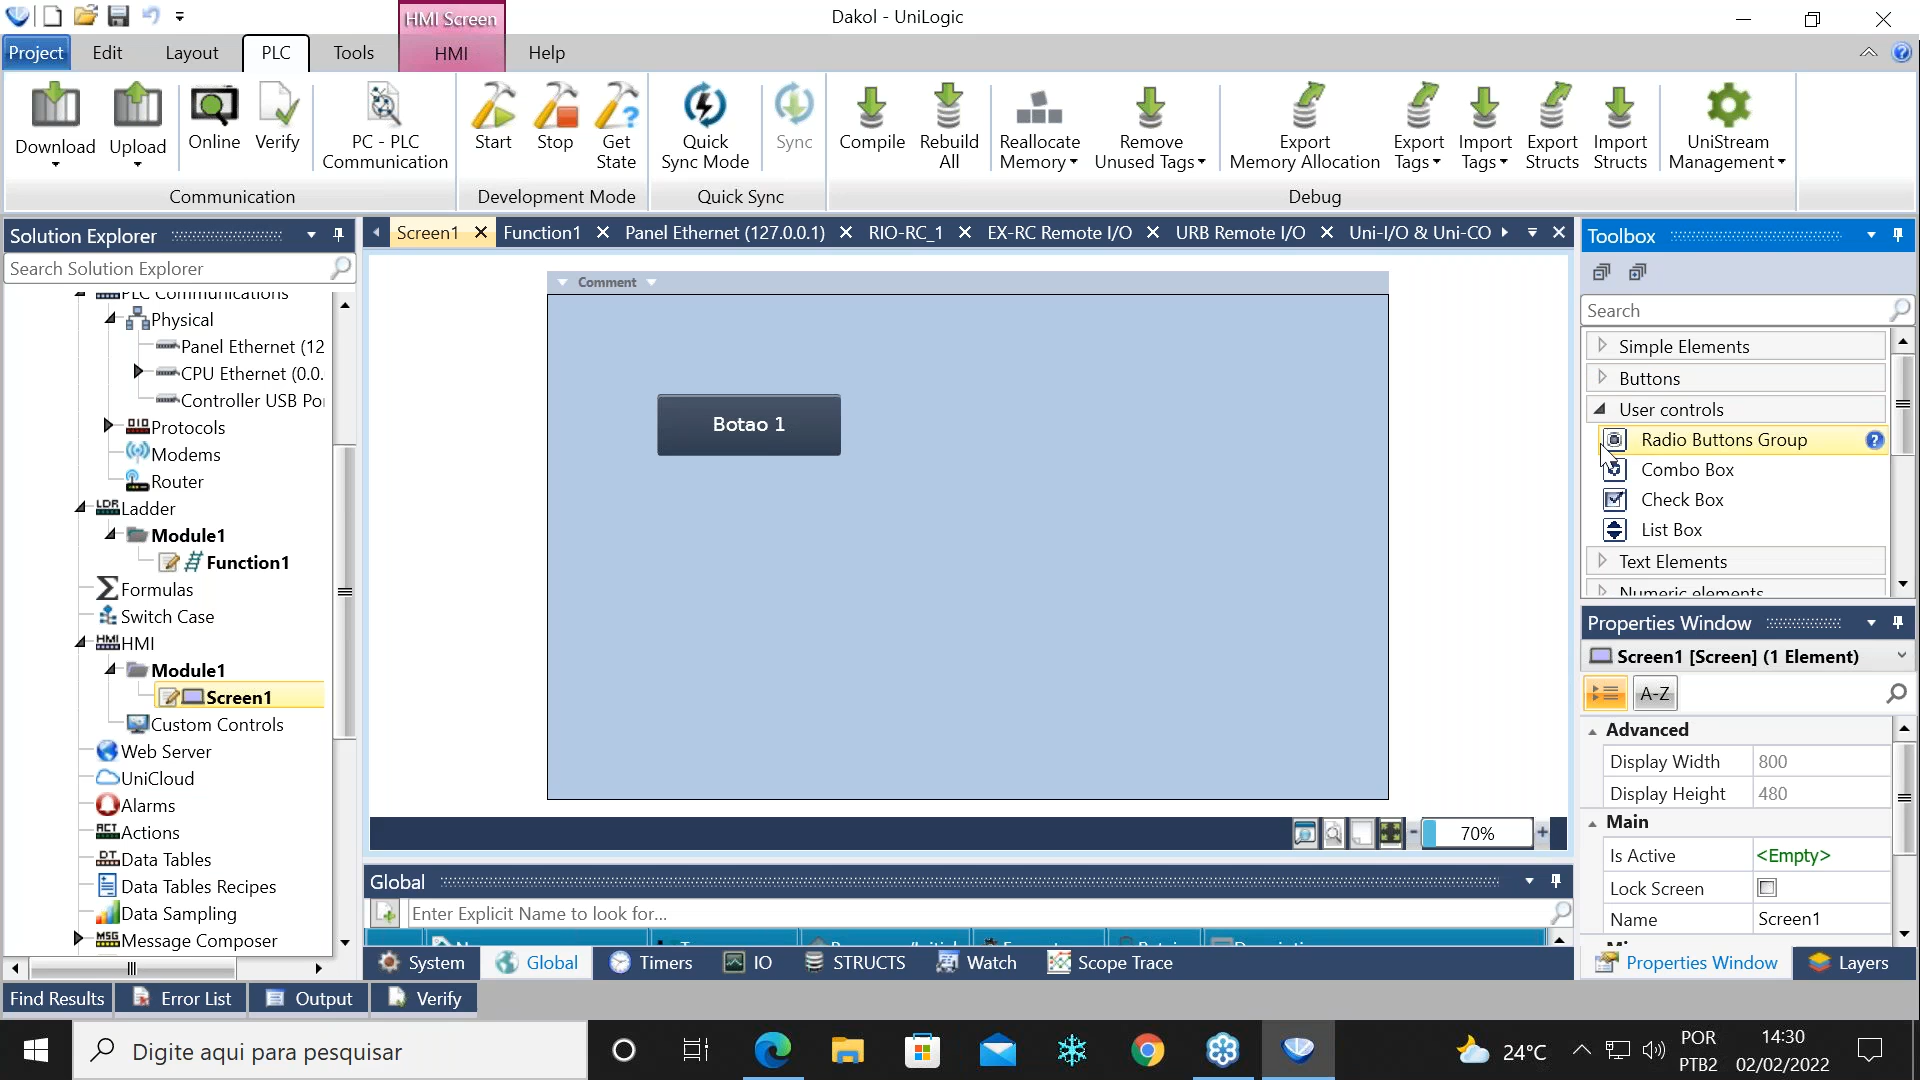 HMI Screen
Dakol - UniLogic
Project Edit Layout PLC Tools HMI Help
Download Upload Online Verify PC - PLC Communication
Start Stop Get State
Quick Sync Mode Sync
Compile Rebuild All Reallocate Memory Remove Unused Tags Export Memory Allocation Export Tags Import Tags Export Structs Import Structs UniStream Management
Communication Development Mode Quick Sync Debug
Solution Explorer
Search Solution Explorer
PLC Communications
Physical
Panel Ethernet (12
CPU Ethernet (0.0.
Controller USB Por
Protocols
Modems
Router
LDR Ladder
Module1
Function1
Formulas
Switch Case
HMI HMI
Module1
Screen1
Custom Controls
Web Server
UniCloud
Alarms
ACT Actions
DT Data Tables
Data Tables Recipes
Data Sampling
MSG Message Composer
Screen1 Function1 Panel Ethernet (127.0.0.1) RIO-RC_1 EX-RC Remote I/O URB Remote I/O Uni-I/O & Uni-CO
Comment
Botao 1
- 70% +
Global
Enter Explicit Name to look for...
System Global Timers IO STRUCTS Watch Scope Trace
Toolbox
Search
Simple Elements
Buttons
User controls
Radio Buttons Group ?
Combo Box
Check Box
List Box
Text Elements
Numeric elements
Properties Window
Screen1 [Screen] (1 Element)
A-Z
Advanced
Display Width 800
Display Height 480
Main
Is Active <Empty>
Lock Screen
Name Screen1
Properties Window Layers
Find Results Error List Output Verify
Digite aqui para pesquisar
24°C
POR
PTB2
14:30
02/02/2022